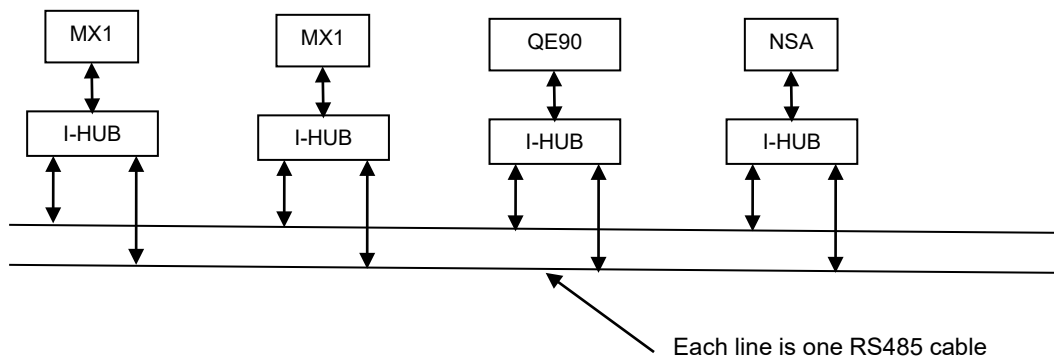 MX1
MX1
QE90
NSA
I-HUB
I-HUB
I-HUB
I-HUB
Each line is one RS485 cable